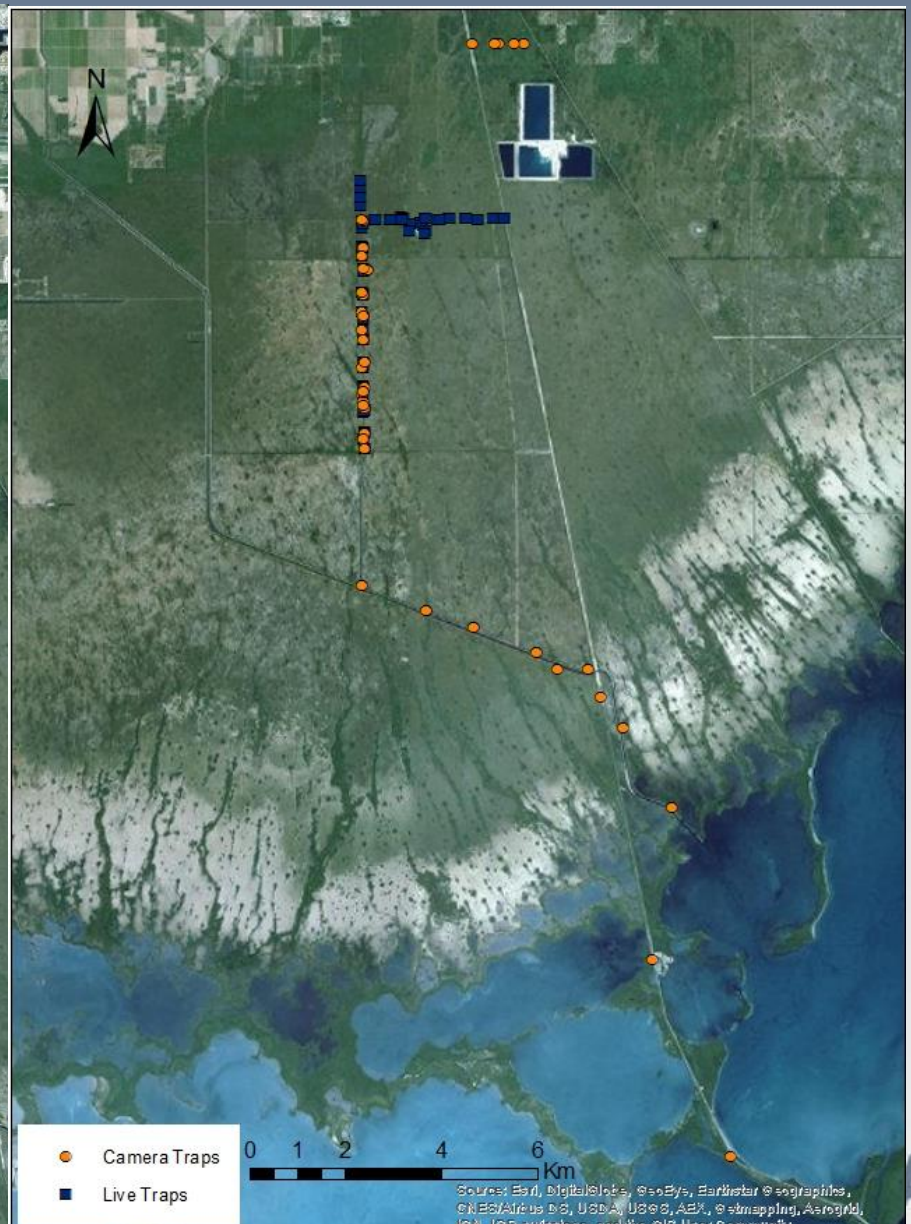 N
Camera Traps
Live Traps
0 1 2 4 6
Km
Source: Esri, DigitalGlobe, GeoEye, Earthstar Geographics,
CNES/Airbus DS, USDA, USGS, AEX, Getmapping, Aerogrid,